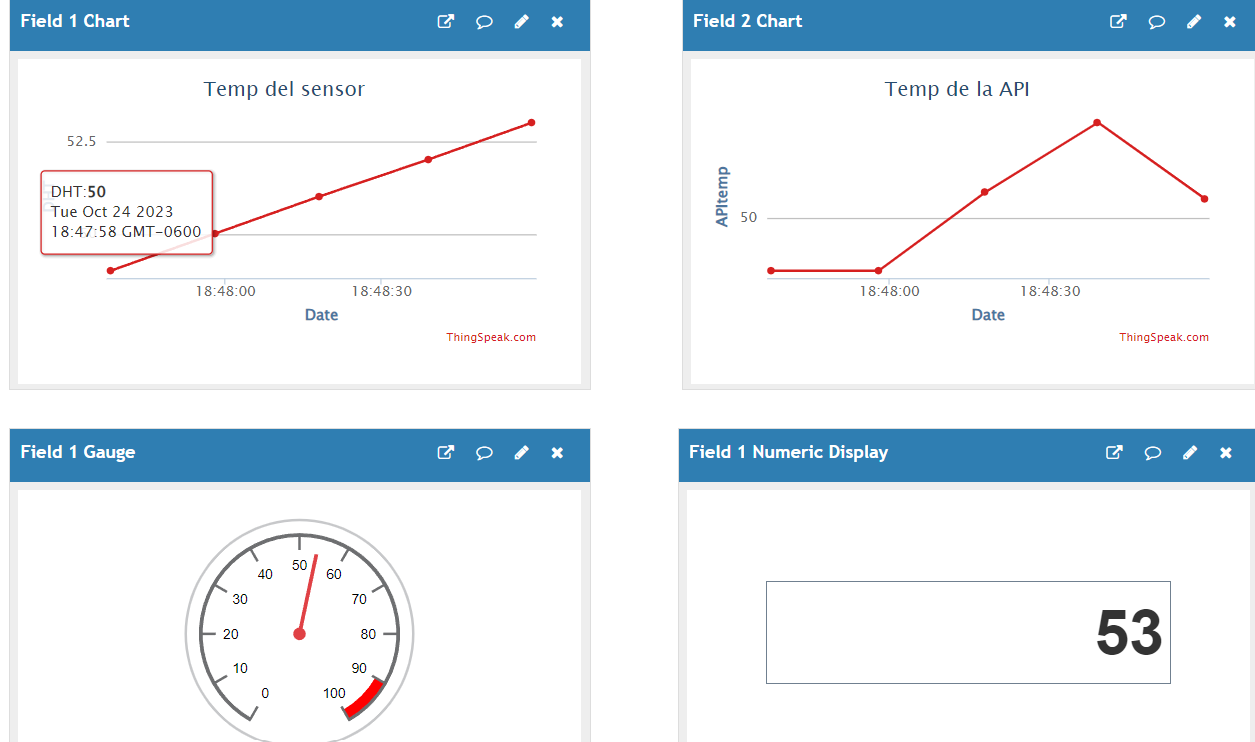 Field 1 Chart
Temp del sensor
52.5
DHT:50
Tue Oct 24 2023
18:47:58 GMT-0600
18:48:00
18:48:30
Date
ThingSpeak.com
Field 2 Chart
Temp de la API
APItemp
50
18:48:00
18:48:30
Date
ThingSpeak.com
Field 1 Gauge
0
10
20
30
40
50
60
70
80
90
100
Field 1 Numeric Display
53